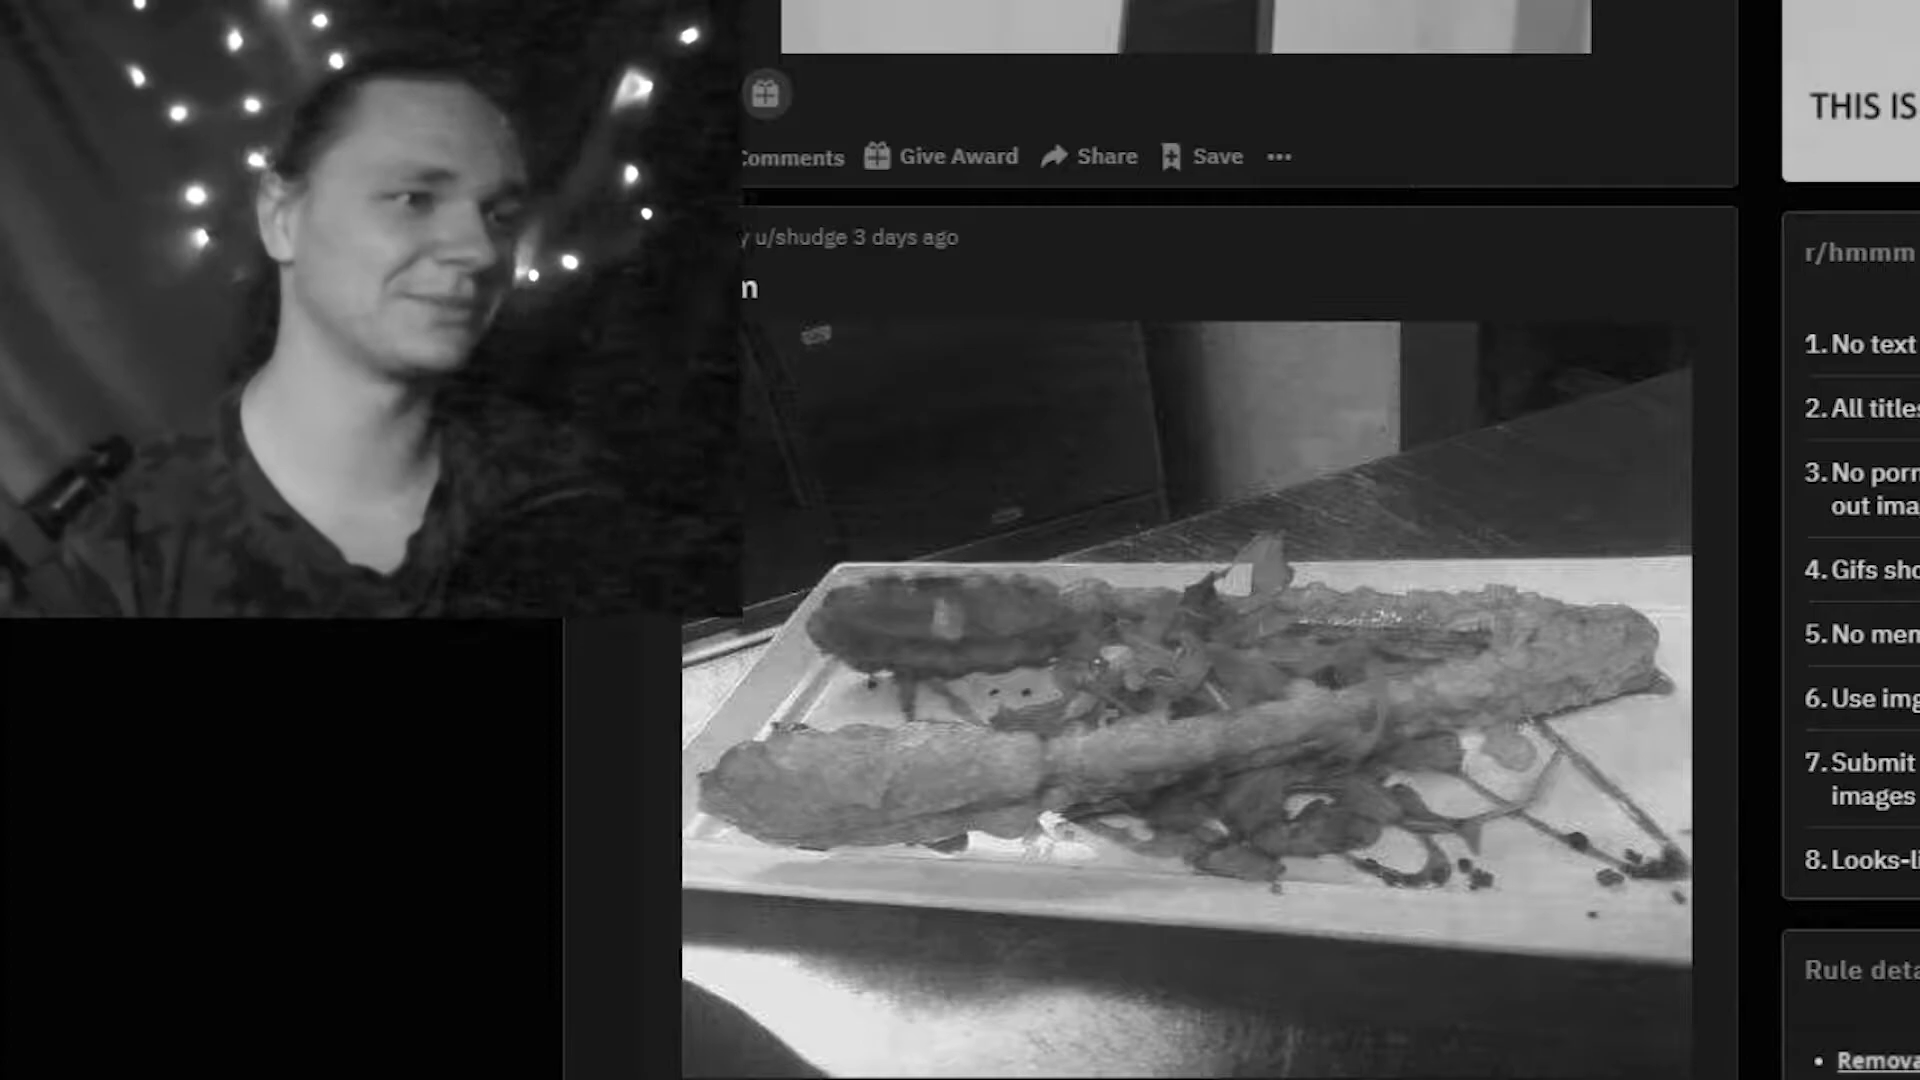 THIS IS
Comments Give Award Share Save
y u/shudge 3 days ago
m
r/hmmm
1. No text
2. All titles
3. No porn
out ima
4. Gifs sho
5. No mem
6. Use img
7. Submit
images
8. Looks-li
Rule deta
• Remova